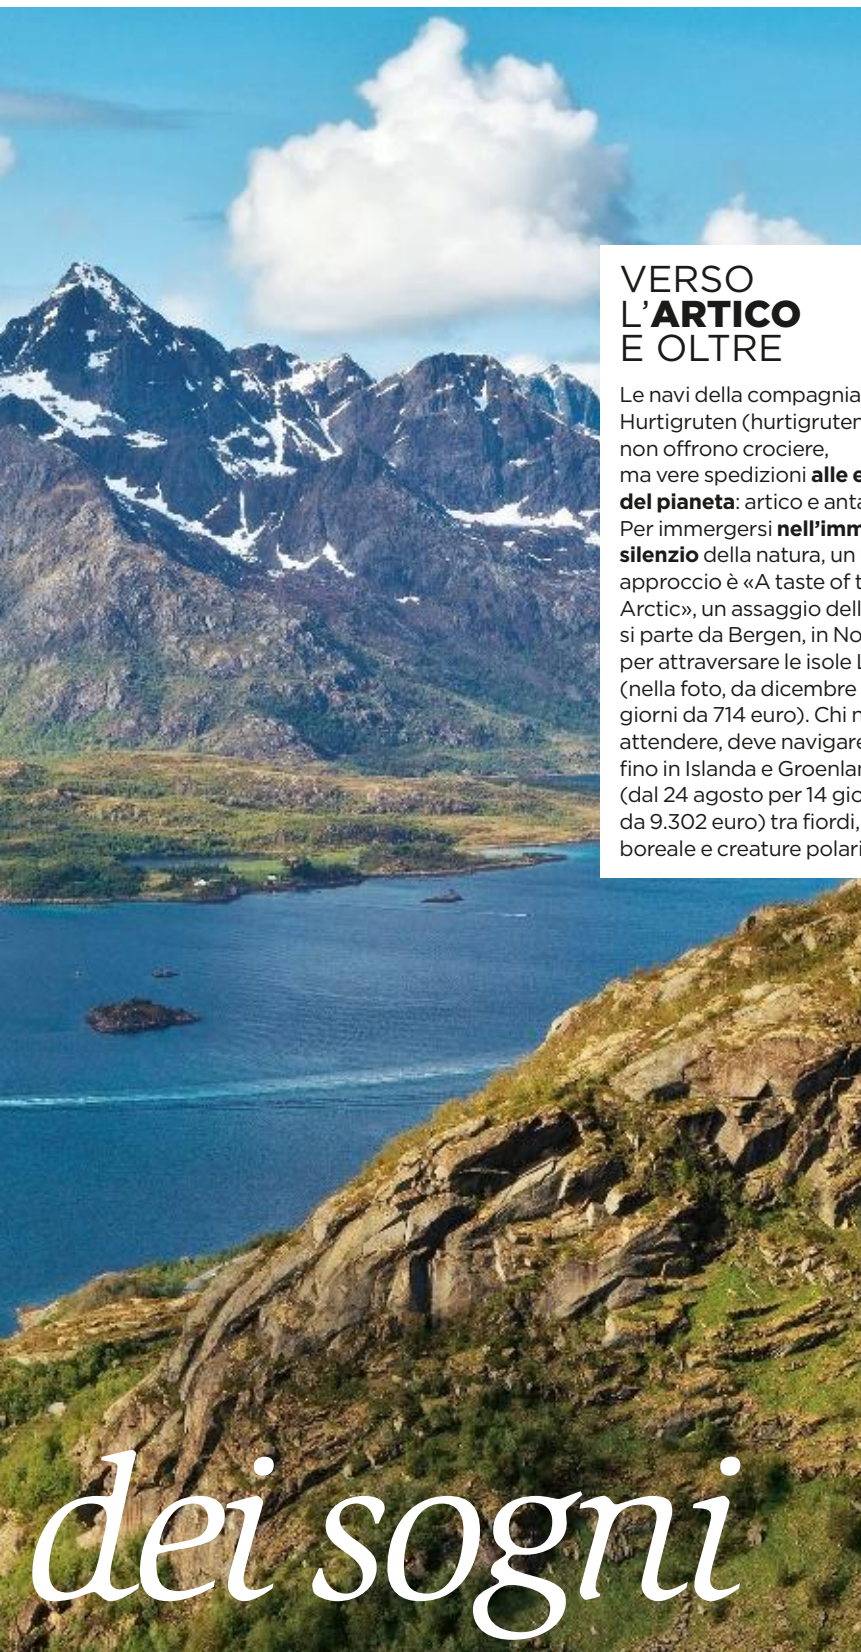 VERSO
L’ARTICO
E OLTRE
Le navi della compagnia
Hurtigruten (hurtigruten
non offrono crociere,
ma vere spedizioni alle e
del pianeta: artico e anta
Per immergersi nell’imm
silenzio della natura, un
approccio è «A taste of t
Arctic», un assaggio dell
si parte da Bergen, in No
per attraversare le isole L
(nella foto, da dicembre
giorni da 714 euro). Chi n
attendere, deve navigare
fino in Islanda e Groenlan
(dal 24 agosto per 14 gio
da 9.302 euro) tra fiordi,
boreale e creature polari
dei sogni